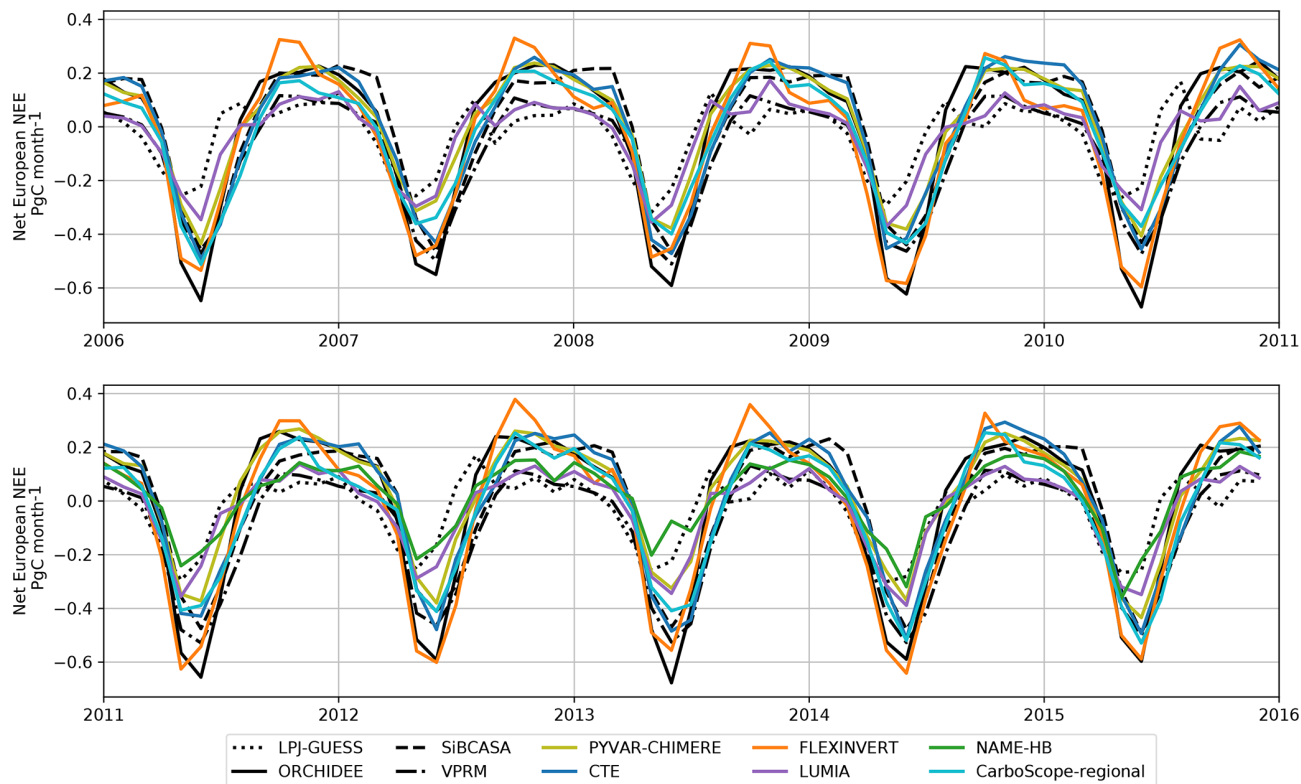 0.4
0.2
0.0
−0.2
−0.4
−0.6
Net European NEE
PgC month-1
2006 2007 2008 2009 2010 2011
0.4
0.2
0.0
−0.2
−0.4
−0.6
Net European NEE
PgC month-1
2011 2012 2013 2014 2015 2016
LPJ-GUESS SiBCASA PYVAR-CHIMERE FLEXINVERT NAME-HB
ORCHIDEE VPRM CTE LUMIA CarboScope-regional